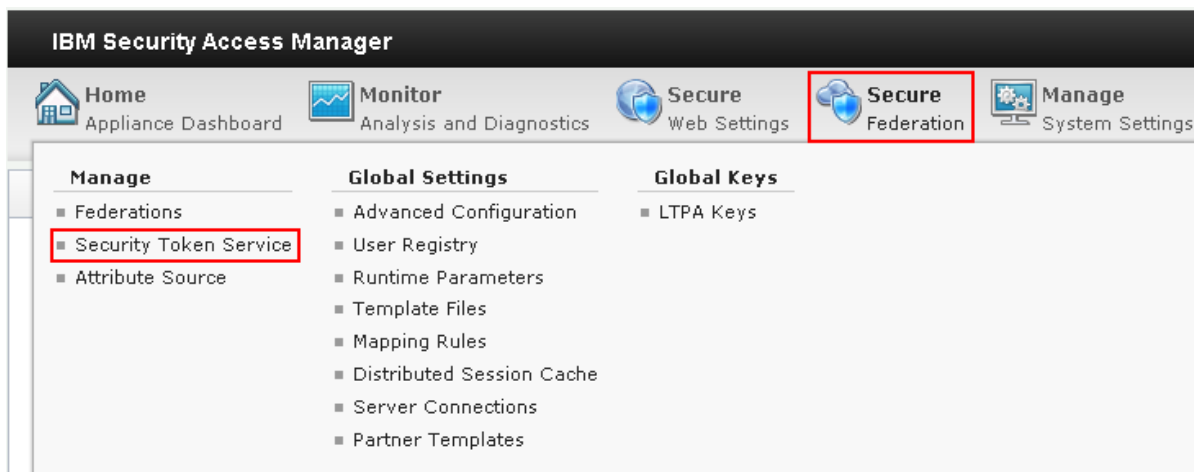 IBM Security Access Manager
Home
Appliance Dashboard
Monitor
Analysis and Diagnostics
Secure
Web Settings
Secure
Federation
Manage
System Settings
Manage
Federations
Security Token Service
Attribute Source
Global Settings
Advanced Configuration
User Registry
Runtime Parameters
Template Files
Mapping Rules
Distributed Session Cache
Server Connections
Partner Templates
Global Keys
LTPA Keys